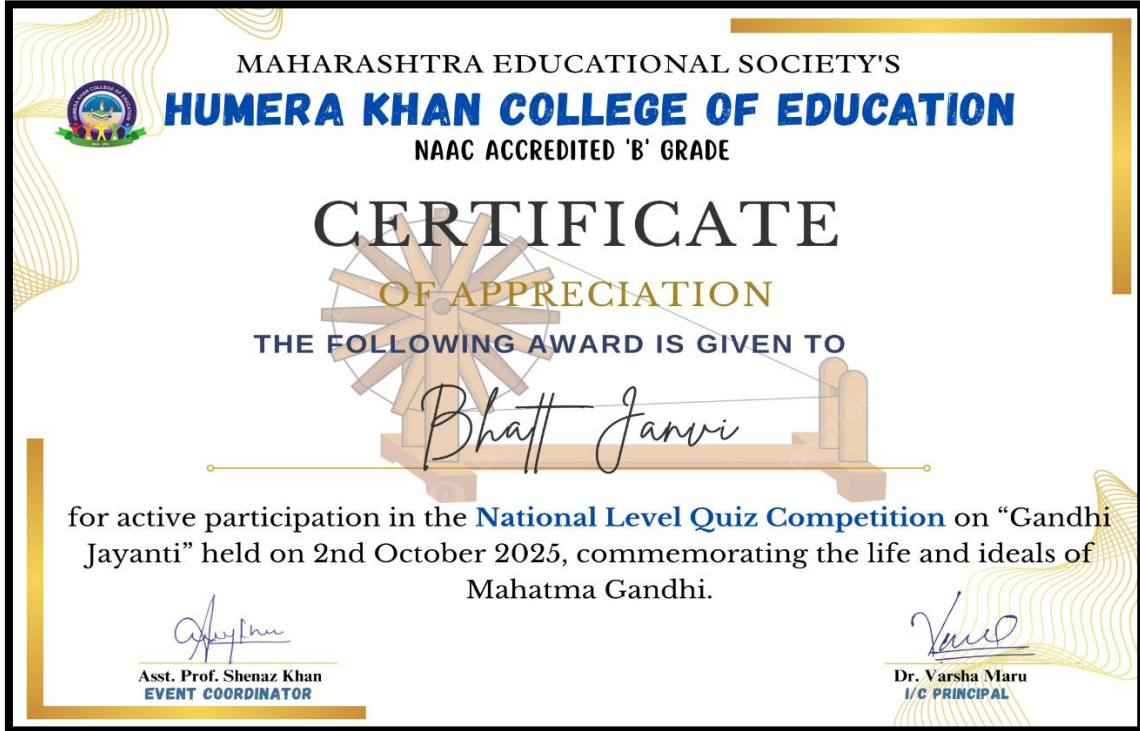 MAHARASHTRA EDUCATIONAL SOCIETY'S
HUMERA KHAN COLLEGE OF EDUCATION
NAAC ACCREDITED 'B' GRADE
CERTIFICATE
OF APPRECIATION
THE FOLLOWING AWARD IS GIVEN TO
Bhatt Janvi
for active participation in the National Level Quiz Competition on “Gandhi
Jayanti” held on 2nd October 2025, commemorating the life and ideals of
Mahatma Gandhi.
Asst. Prof. Shenaz Khan
EVENT COORDINATOR
Dr. Varsha Maru
I/C PRINCIPAL